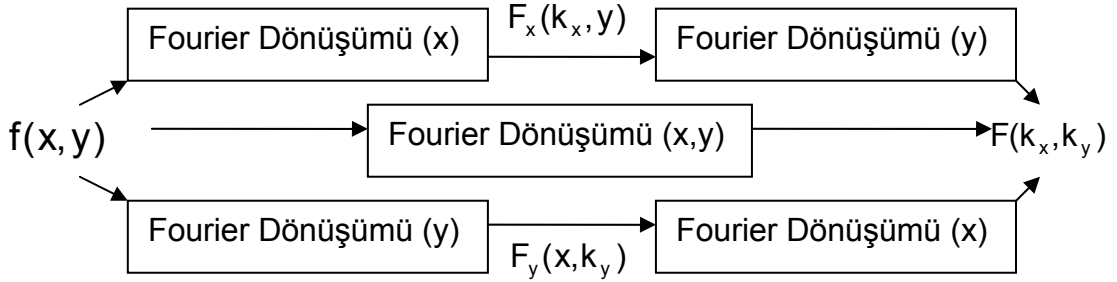 Fourier Dönüşümü (x)
F_x(k_x,y)
Fourier Dönüşümü (y)
f(x,y)
Fourier Dönüşümü (x,y)
F(k_x,k_y)
Fourier Dönüşümü (y)
F_y(x,k_y)
Fourier Dönüşümü (x)